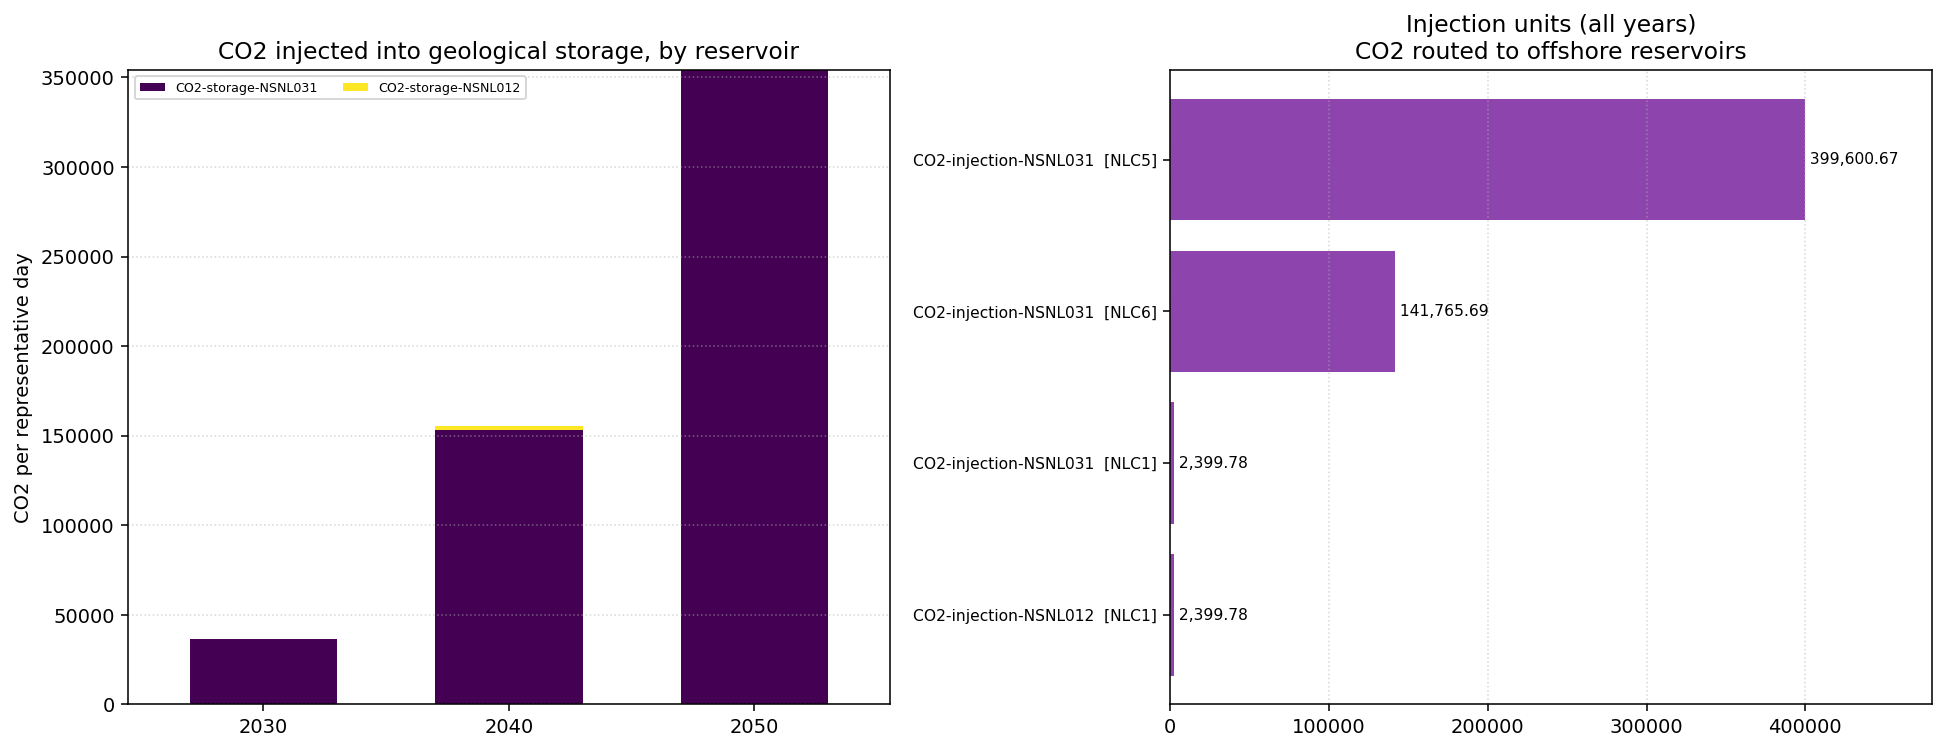 CO2 injected into geological storage, by reservoir
CO2-storage-NSNL031
CO2-storage-NSNL012
CO2 per representative day
350000
300000
250000
200000
150000
100000
50000
0
2030
2040
2050
Injection units (all years)
CO2 routed to offshore reservoirs
CO2-injection-NSNL031 [NLC5]
399,600.67
CO2-injection-NSNL031 [NLC6]
141,765.69
CO2-injection-NSNL031 [NLC1]
2,399.78
CO2-injection-NSNL012 [NLC1]
2,399.78
0
100000
200000
300000
400000